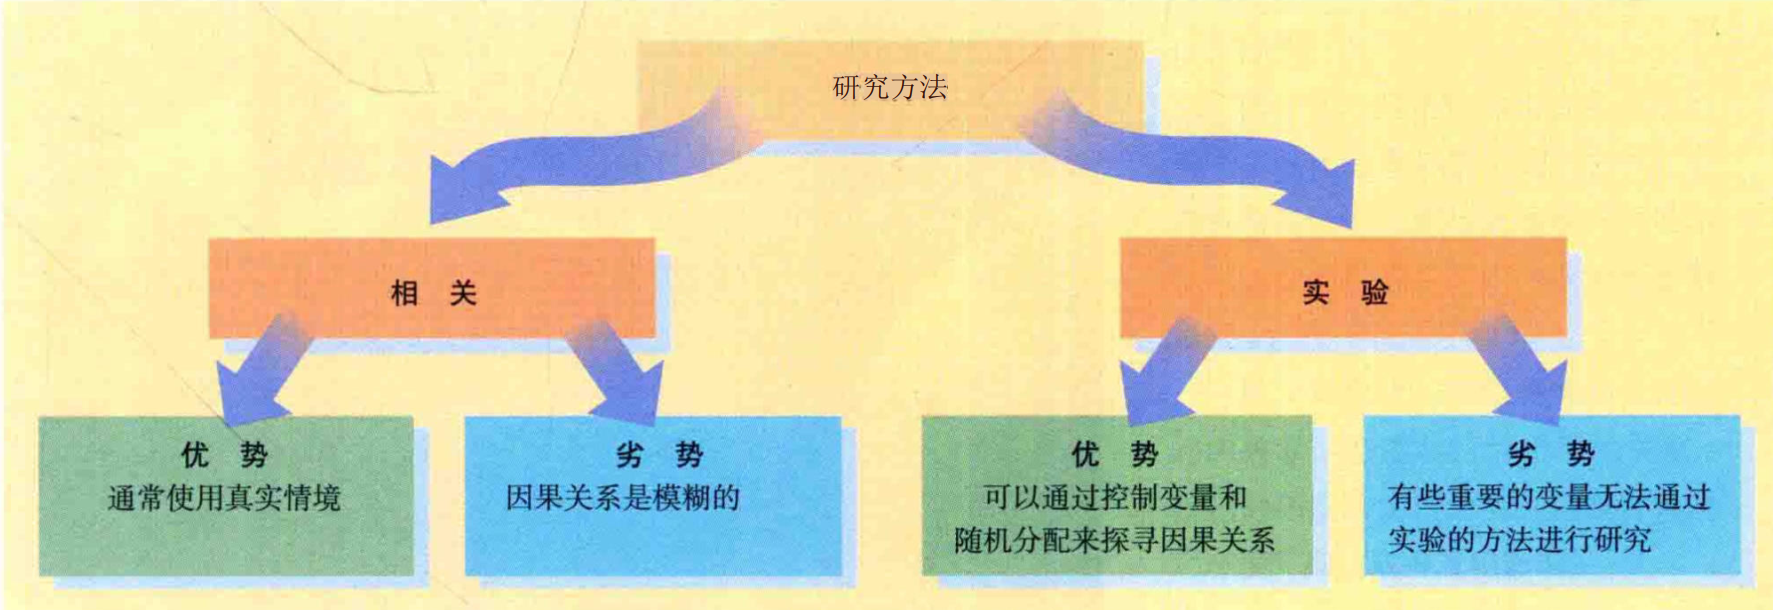 研究方法
相 关
实 验
优 势
通常使用真实情境
劣 势
因果关系是模糊的
优 势
可以通过控制变量和
随机分配来探寻因果关系
劣 势
有些重要的变量无法通过
实验的方法进行研究